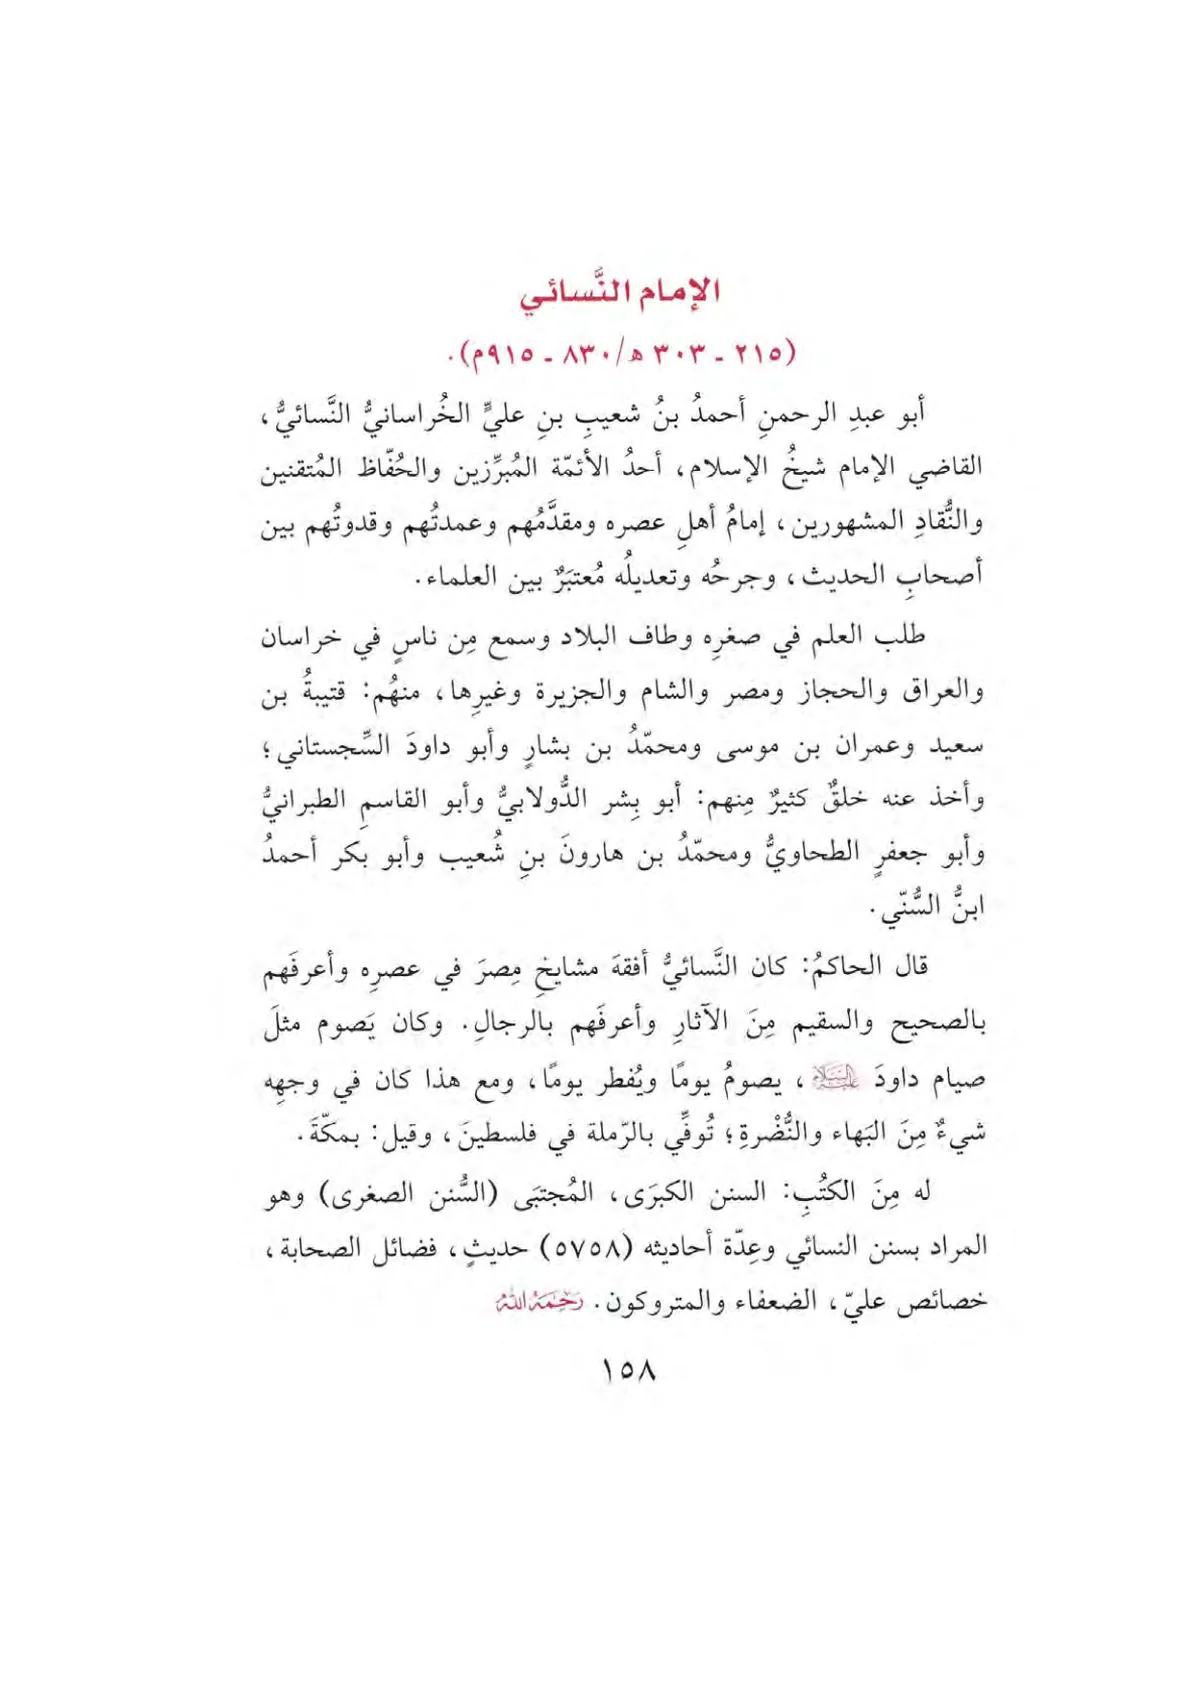 الإمام النَّسائي
(٢١٥ ـ ٣٠٣ هـ/٨٣٠ ـ ٩١٥م).
أبو عبدِ الرحمنِ أحمدُ بنُ شعيبِ بنِ عليٍّ الخُراسانيُّ النَّسائيُّ،
القاضي الإمام شيخُ الإسلام، أحدُ الأئمّة المُبرِّزين والحُفّاظ المُتقنين
والنُّقادِ المشهورين، إمامُ أهلِ عصره ومقدَّمُهم وعمدتُهم وقدوتُهم بين
أصحابِ الحديث، وجرحُه وتعديلُه مُعتبَرٌ بين العلماء.
طلب العلم في صغرِه وطاف البلاد وسمع مِن ناسٍ في خراسان
والعراق والحجاز ومصر والشام والجزيرة وغيرِها، منهُم: قتيبةُ بن
سعيد وعمران بن موسى ومحمّدُ بن بشارٍ وأبو داودَ السِّجستاني؛
وأخذ عنه خلقٌ كثيرٌ مِنهم: أبو بِشر الدُّولابيُّ وأبو القاسمِ الطبرانيُّ
وأبو جعفرٍ الطحاويُّ ومحمّدُ بن هارونَ بنِ شُعيب وأبو بكر أحمدُ
ابنُّ السُّنّي.
قال الحاكمُ: كان النَّسائيُّ أفقهَ مشايخِ مِصرَ في عصرِه وأعرفَهم
بالصحيح والسقيم مِنَ الآثارِ وأعرفَهم بالرجالِ. وكان يَصوم مثلَ
صيام داودَ عليه السلام، يصومُ يومًا ويُفطر يومًا، ومع هذا كان في وجهِه
شيءٌ مِنَ البَهاء والنُّضْرةِ؛ تُوفِّي بالرّملة في فلسطينَ، وقيل: بمكّةَ.
له مِنَ الكتُبِ: السنن الكبرَى، المُجتبَى (السُّنن الصغرى) وهو
المراد بسنن النسائي وعِدّة أحاديثه (٥٧٥٨) حديثٍ، فضائل الصحابة،
خصائص عليّ، الضعفاء والمتروكون. رحمه الله
١٥٨